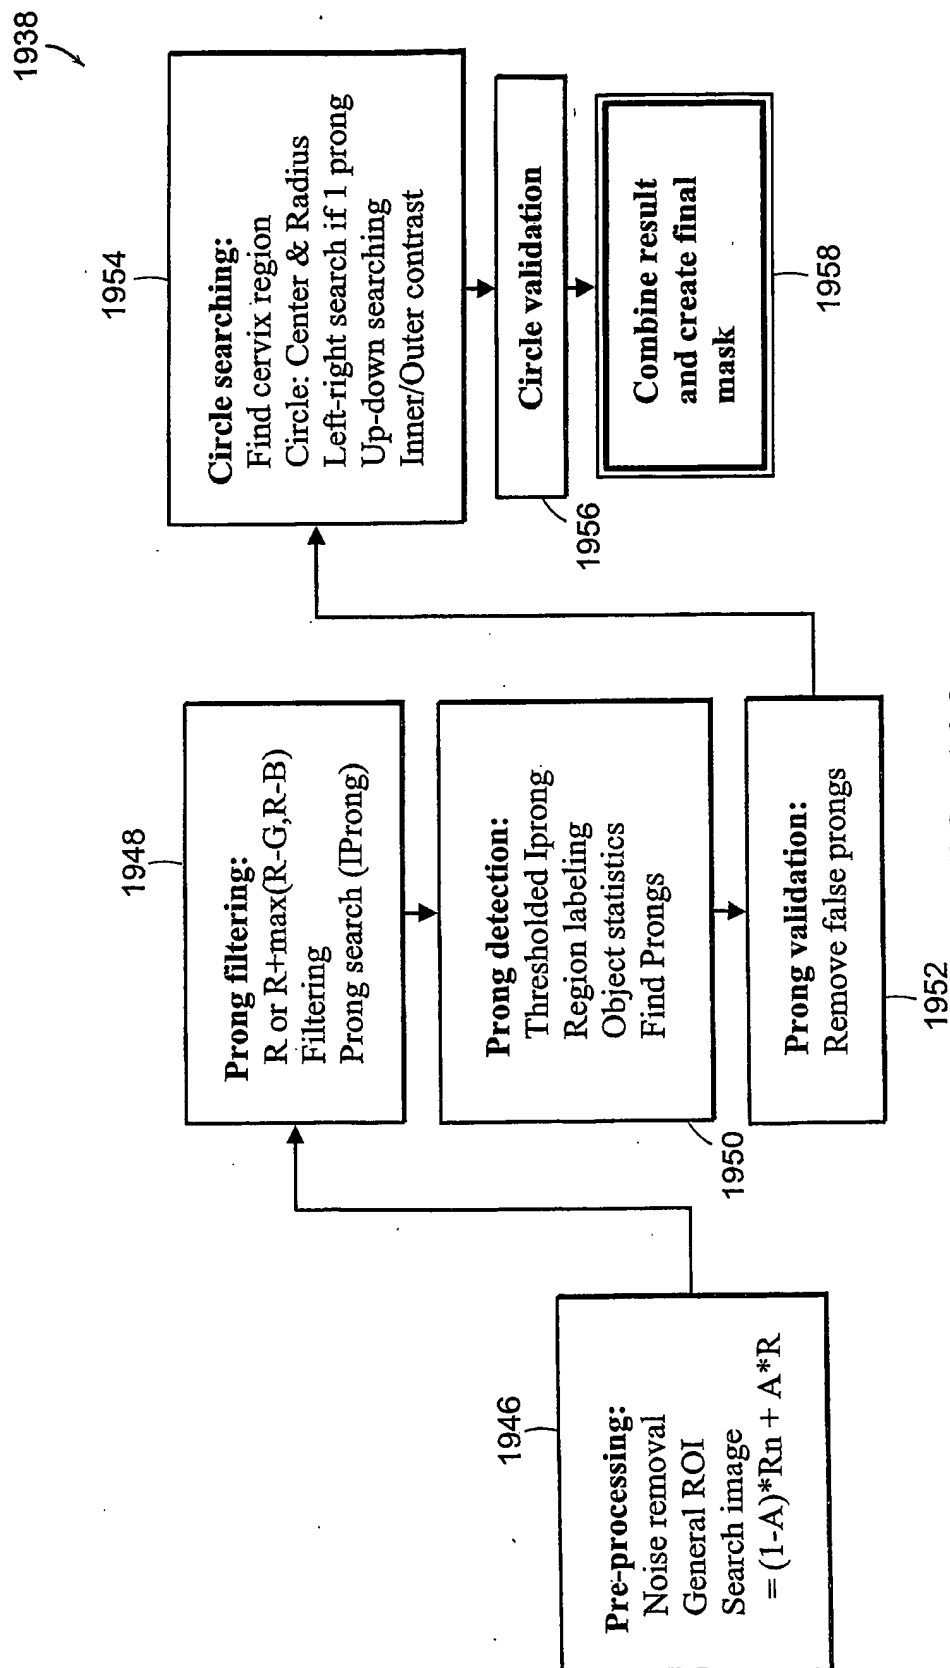 1938
1946
Pre-processing:
Noise removal
General ROI
Search image
= (1-A)*Rn + A*R
1948
Prong filtering:
R or R+max(R-G,R-B)
Filtering
Prong search (IProng)
1950
Prong detection:
Thresholded Iprong
Region labeling
Object statistics
Find Prongs
1952
Prong validation:
Remove false prongs
1954
Circle searching:
Find cervix region
Circle: Center & Radius
Left-right search if 1 prong
Up-down searching
Inner/Outer contrast
1956
Circle validation
1958
Combine result
and create final
mask